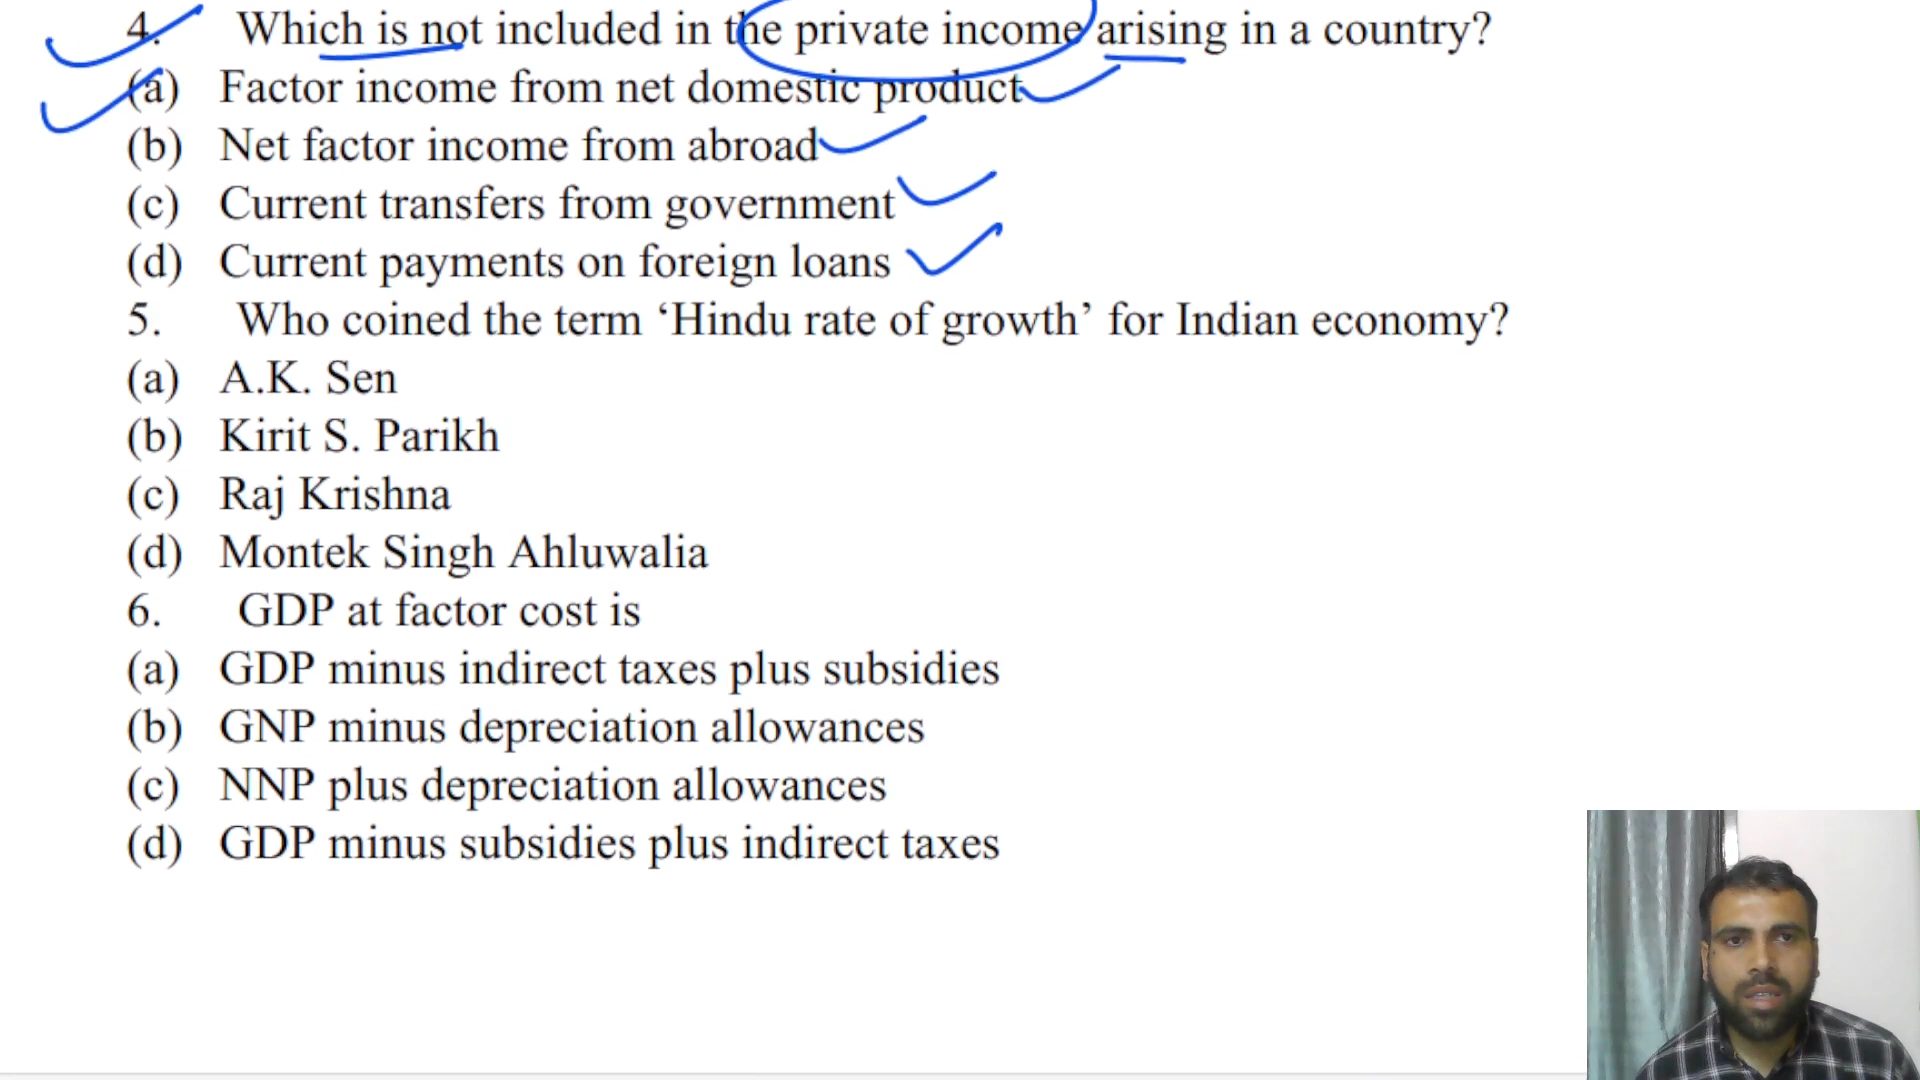 4. Which is not included in the private income arising in a country?
(a) Factor income from net domestic product
(b) Net factor income from abroad
(c) Current transfers from government
(d) Current payments on foreign loans
5. Who coined the term ‘Hindu rate of growth’ for Indian economy?
(a) A.K. Sen
(b) Kirit S. Parikh
(c) Raj Krishna
(d) Montek Singh Ahluwalia
6. GDP at factor cost is
(a) GDP minus indirect taxes plus subsidies
(b) GNP minus depreciation allowances
(c) NNP plus depreciation allowances
(d) GDP minus subsidies plus indirect taxes